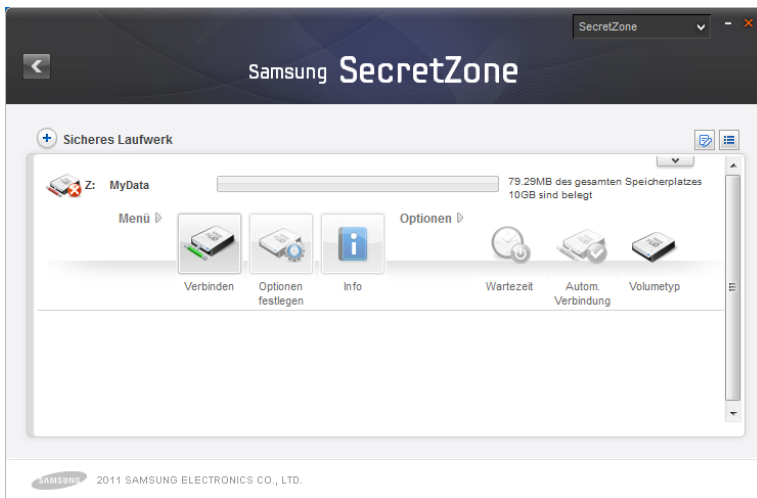 SecretZone
Samsung SecretZone
Sicheres Laufwerk
Z: MyData
79.29MB des gesamten Speicherplatzes
10GB sind belegt
Menü
Optionen
Verbinden
Optionen
festlegen
Info
Wartezeit
Autom.
Verbindung
Volumetyp
SAMSUNG 2011 SAMSUNG ELECTRONICS CO., LTD.